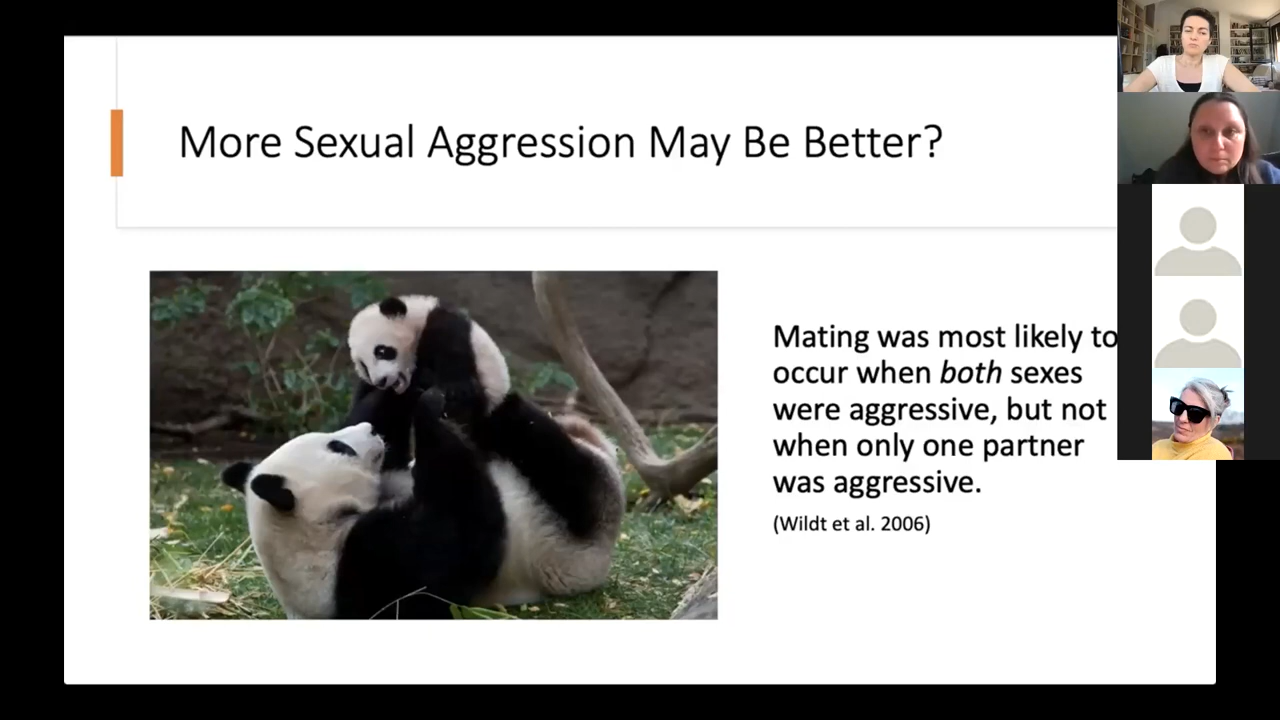 More Sexual Aggression May Be Better?
Mating was most likely to
occur when both sexes
were aggressive, but not
when only one partner
was aggressive.
(Wildt et al. 2006)